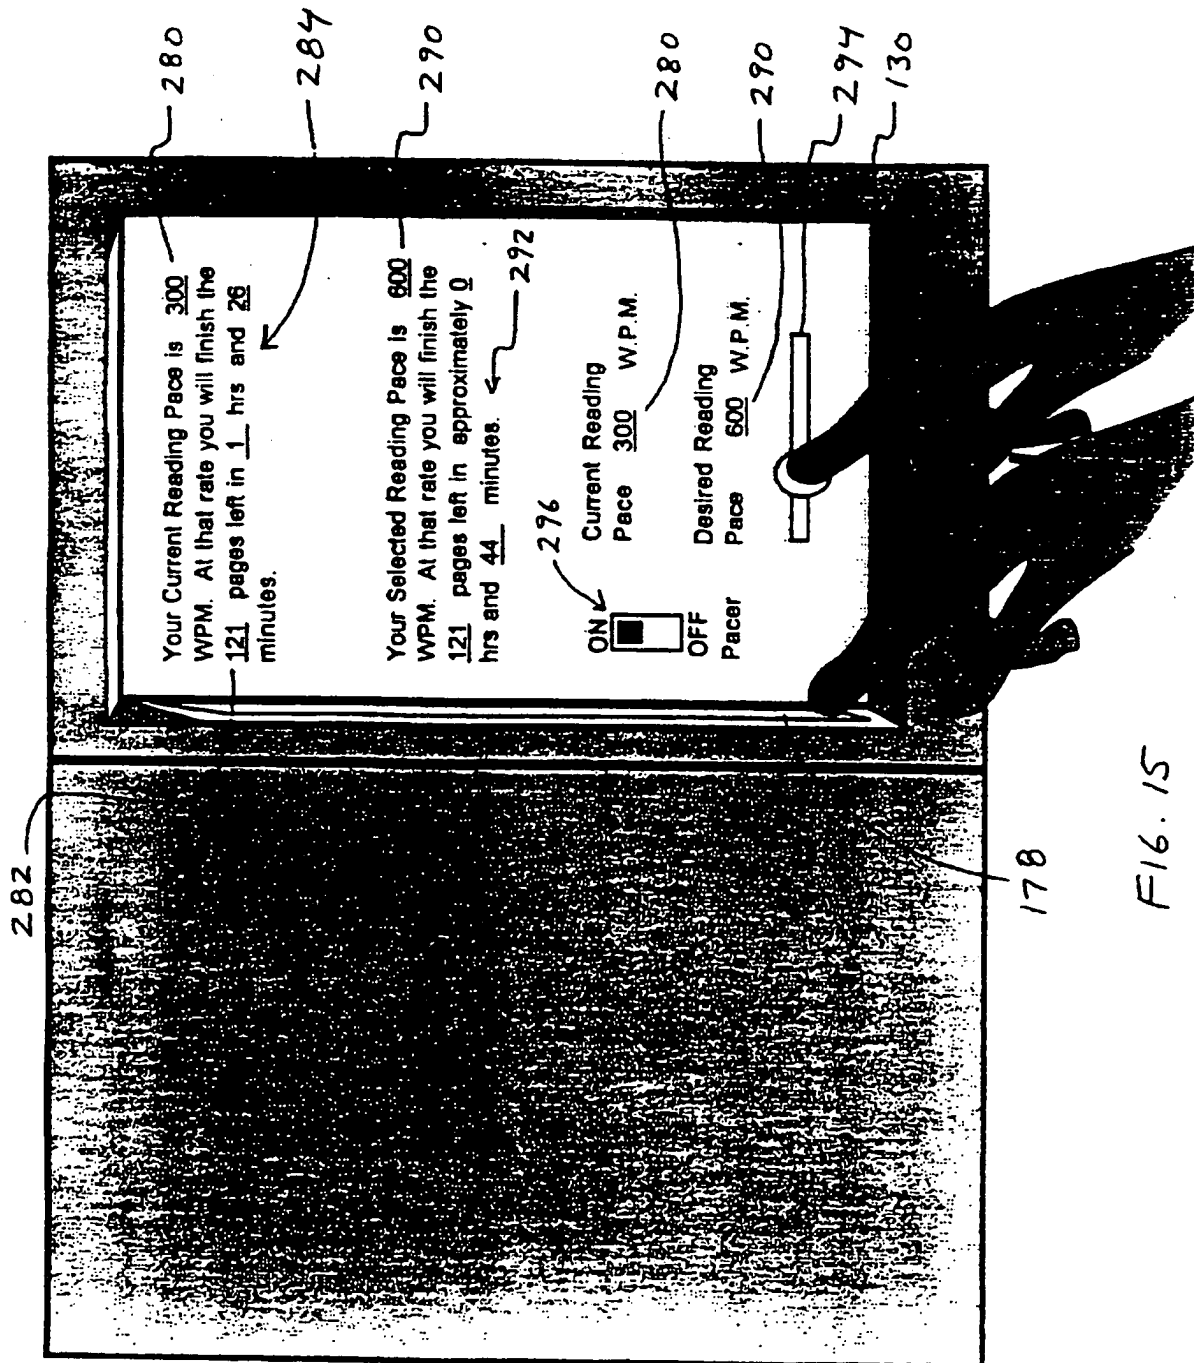 282
280
284
290
Your Current Reading Pace is 300
WPM. At that rate you will finish the
121 pages left in 1 hrs and 26
minutes.
Your Selected Reading Pace is 600
WPM. At that rate you will finish the
121 pages left in approximately 0
hrs and 44 minutes.
292
296
ON
OFF
Pacer
Current Reading
Pace 300 W.P.M.
Desired Reading
Pace 600 W.P.M.
280
290
294
130
178
FIG. 15